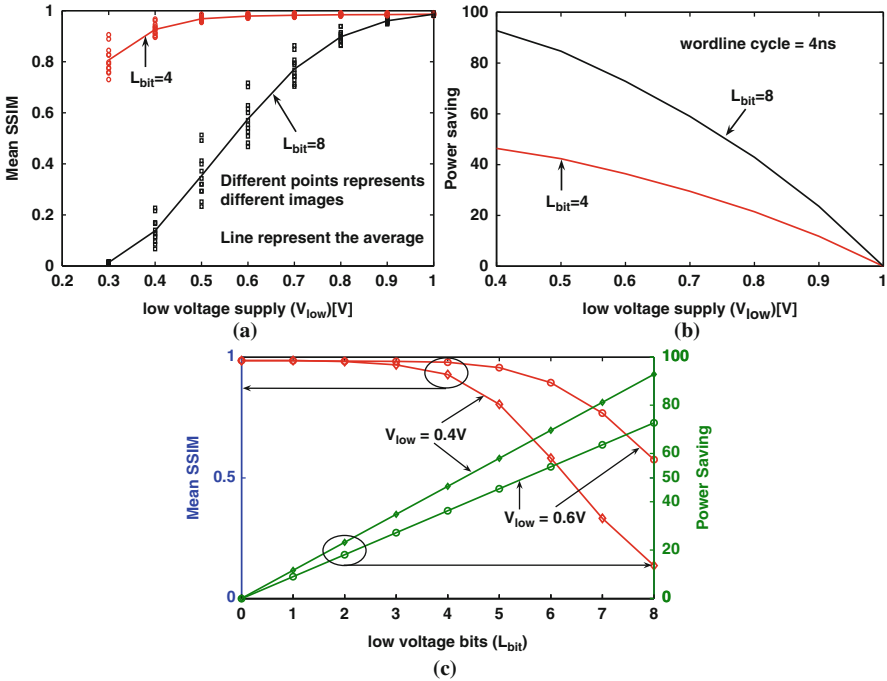 1
0.8
0.6
0.4
0.2
0
Mean SSIM
L_bit=4
L_bit=8
Different points represents
different images
Line represent the average
0.2 0.3 0.4 0.5 0.6 0.7 0.8 0.9 1
low voltage supply (V_low)[V]
(a)
100
80
60
40
20
0
Power saving
wordline cycle = 4ns
L_bit=8
L_bit=4
0.4 0.5 0.6 0.7 0.8 0.9 1
low voltage supply (V_low)[V]
(b)
1
0.5
0
Mean SSIM
V_low = 0.4V
V_low = 0.6V
100
80
60
50
40
20
10
0
Power Saving
0 1 2 3 4 5 6 7 8
low voltage bits (L_bit)
(c)